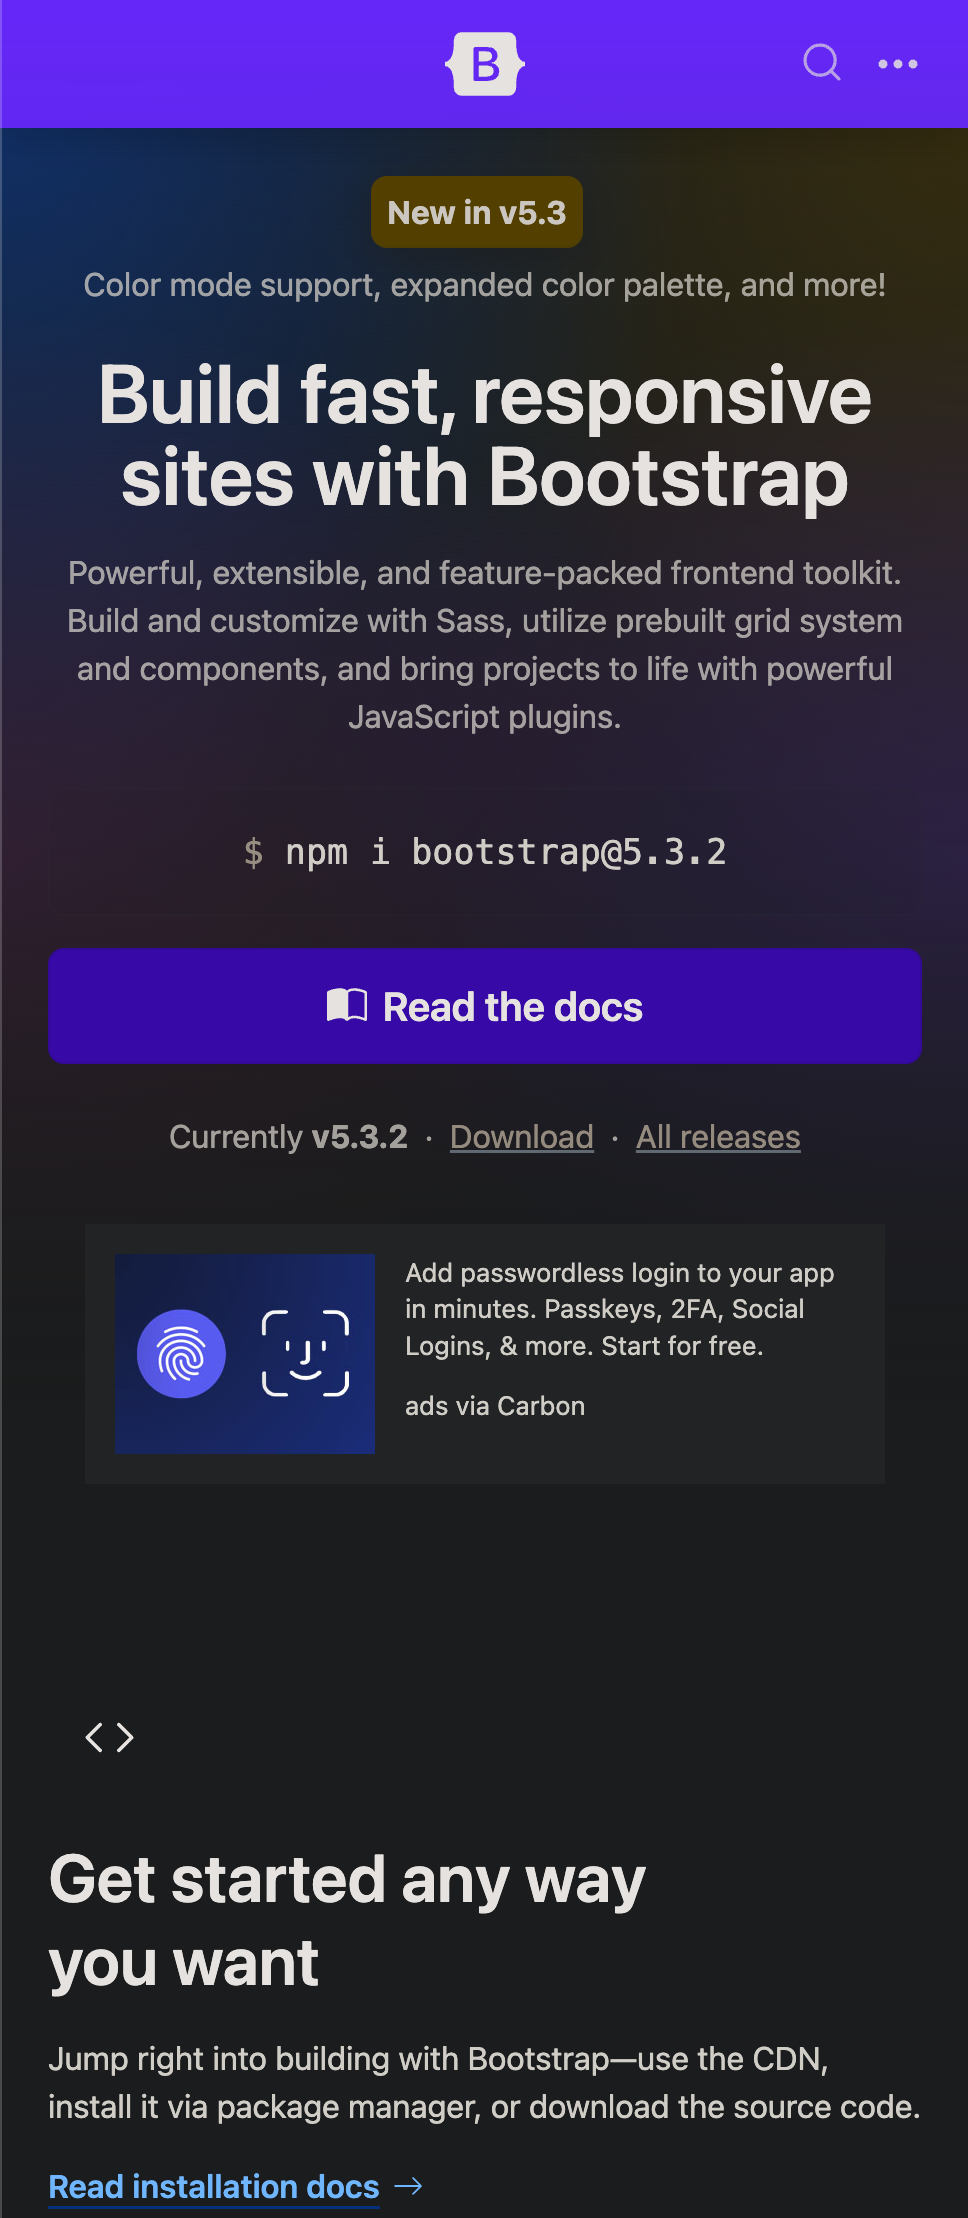 B
New in v5.3
Color mode support, expanded color palette, and more!
Build fast, responsive
sites with Bootstrap
Powerful, extensible, and feature-packed frontend toolkit.
Build and customize with Sass, utilize prebuilt grid system
and components, and bring projects to life with powerful
JavaScript plugins.
$ npm i bootstrap@5.3.2
Read the docs
Currently v5.3.2 · Download · All releases
Add passwordless login to your app
in minutes. Passkeys, 2FA, Social
Logins, & more. Start for free.
ads via Carbon
Get started any way
you want
Jump right into building with Bootstrap—use the CDN,
install it via package manager, or download the source code.
Read installation docs →